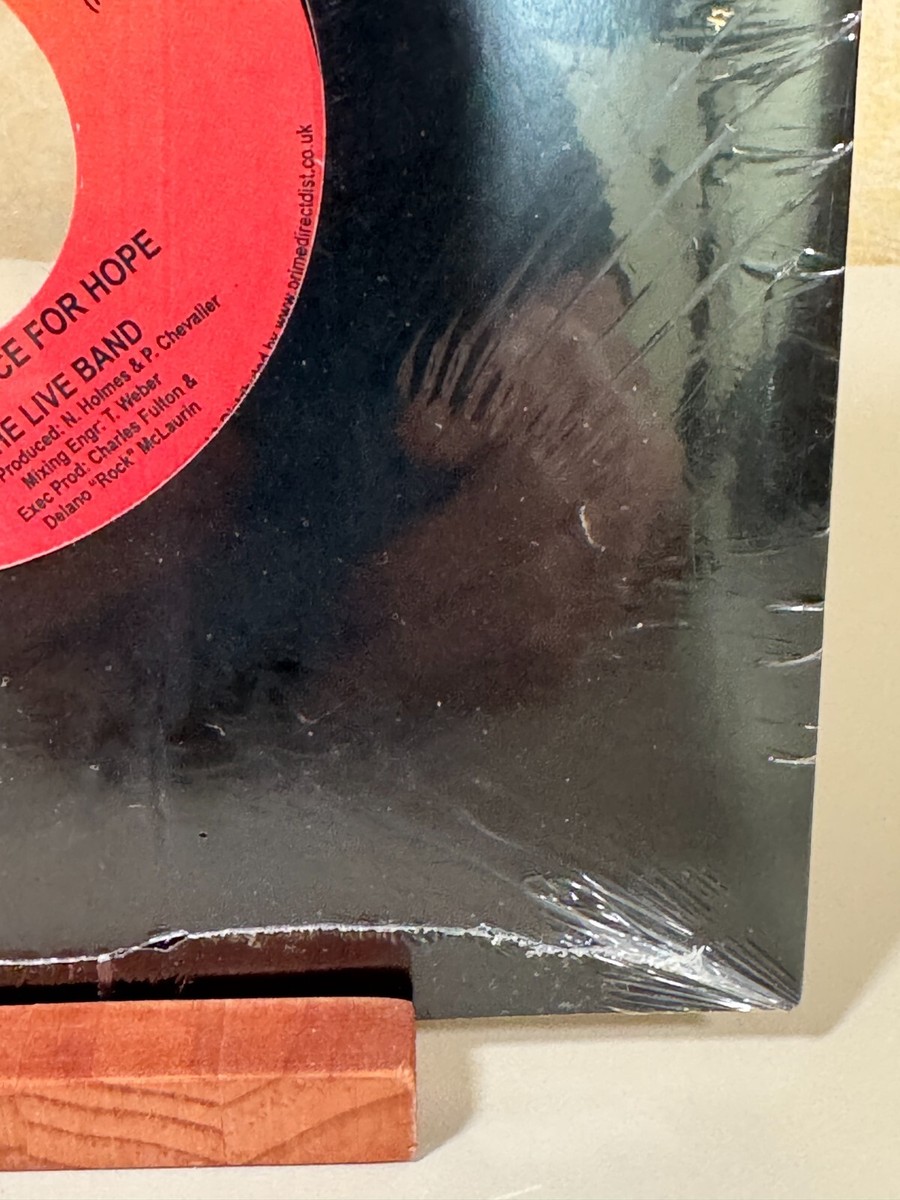 CE FOR HOPE
HE LIVE BAND
Produced: N. Holmes & P. Chevalier
Mixing Engr: T. Weber
Exec Prod: Charles Fulton &
Delano "Rock" McLaurin
by: www.primedirectdist.co.uk